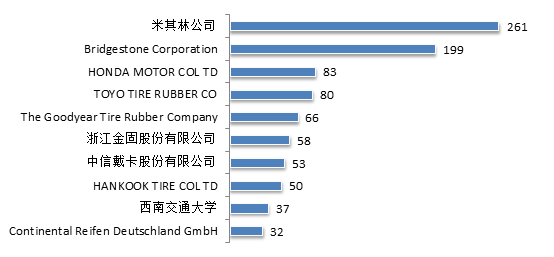 米其林公司 261
Bridgestone Corporation 199
HONDA MOTOR COL TD 83
TOYO TIRE RUBBER CO 80
The Goodyear Tire Rubber Company 66
浙江金固股份有限公司 58
中信戴卡股份有限公司 53
HANKOOK TIRE COL TD 50
西南交通大学 37
Continental Reifen Deutschland GmbH 32